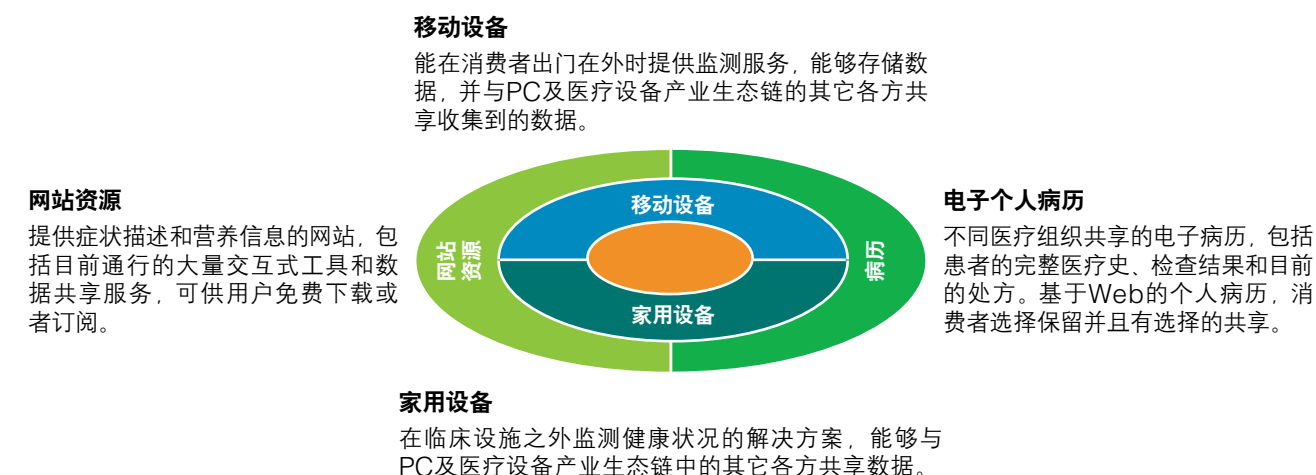 移动设备
能在消费者出门在外时提供监测服务，能够存储数
据，并与PC及医疗设备产业生态链的其它各方共
享收集到的数据。
网站资源
提供症状描述和营养信息的网站，包
括目前通行的大量交互式工具和数
据共享服务，可供用户免费下载或
者订阅。
移动设备
网站
资源
病历
家用设备
电子个人病历
不同医疗组织共享的电子病历，包括
患者的完整医疗史、检查结果和目前
的处方。基于Web的个人病历，消
费者选择保留并且有选择的共享。
家用设备
在临床设施之外监测健康状况的解决方案，能够与
PC及医疗设备产业生态链中的其它各方共享数据。